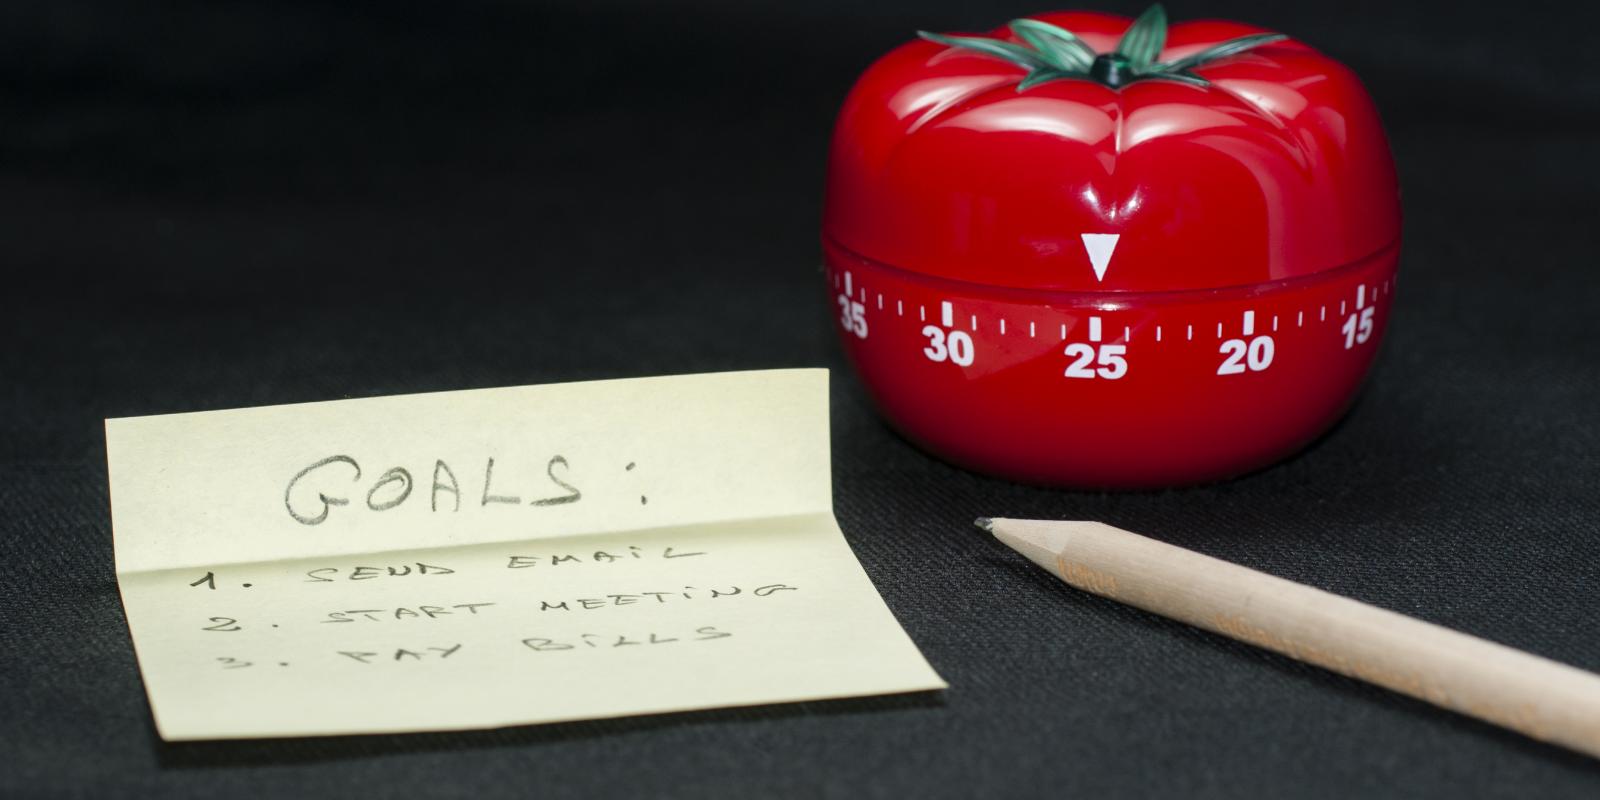 GOALS:
1. SEND EMAIL
2. START MEETING
3. PAY BILLS
35 30 25 20 15